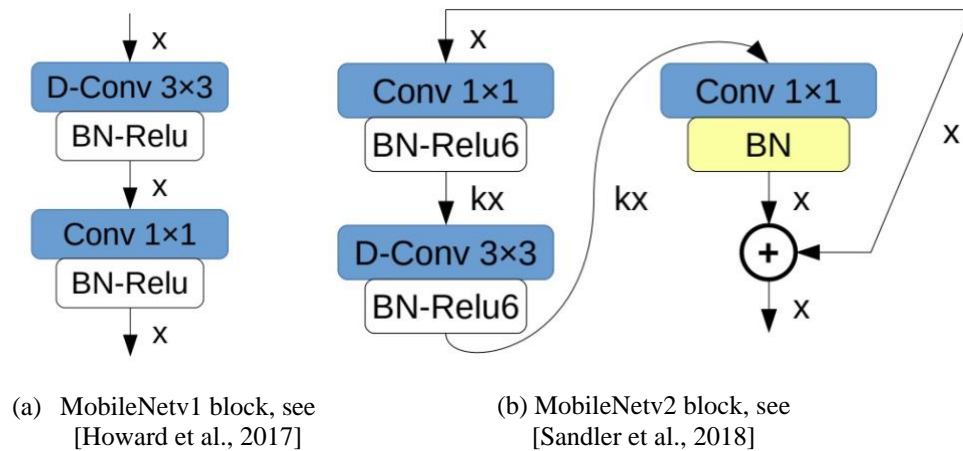 x
D-Conv 3×3
BN-Relu
x
Conv 1×1
BN-Relu
x
x
Conv 1×1
BN-Relu6
kx
D-Conv 3×3
BN-Relu6
kx
Conv 1×1
BN
x
+
x
x
(a) MobileNetv1 block, see
[Howard et al., 2017]
(b) MobileNetv2 block, see
[Sandler et al., 2018]